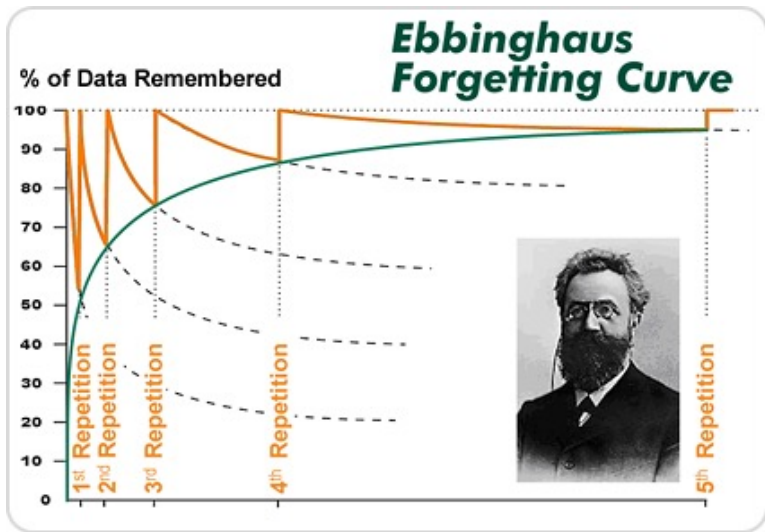 Ebbinghaus
Forgetting Curve
% of Data Remembered
100
90
80
70
60
50
40
30
20
10
0
1st Repetition
2nd Repetition
3rd Repetition
4th Repetition
5th Repetition